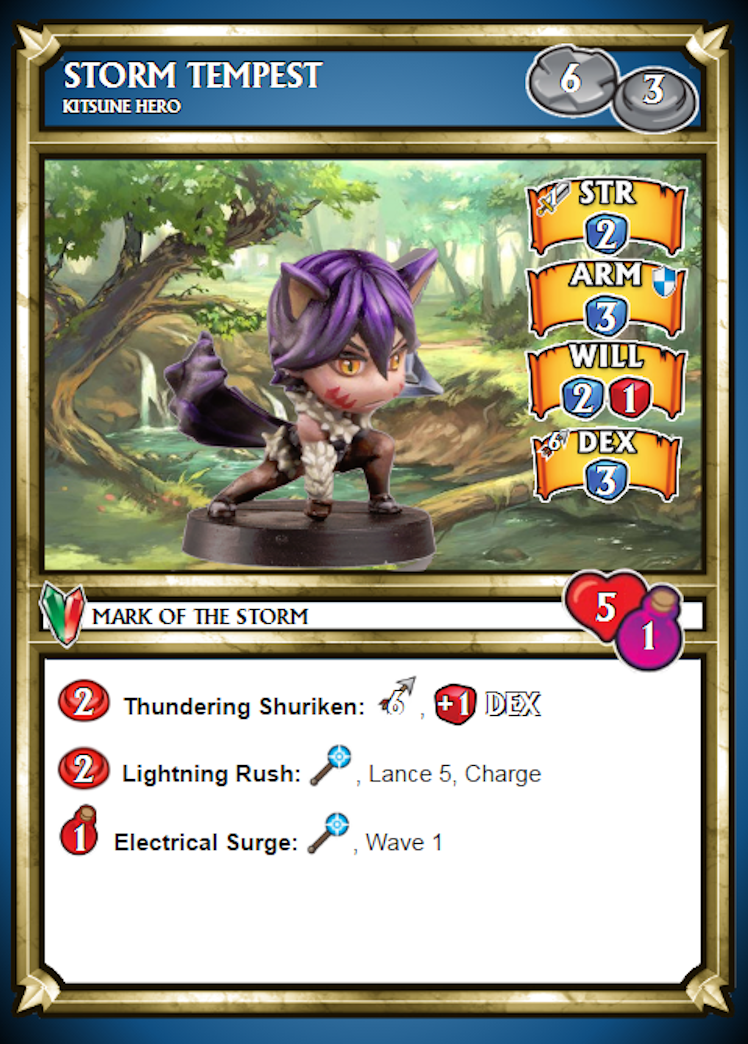 STORM TEMPEST
KITSUNE HERO
6 3
1 STR
2
ARM
3
WILL
2 1
6 DEX
3
MARK OF THE STORM
5
1
2 Thundering Shuriken: 6, +1 DEX
2 Lightning Rush: , Lance 5, Charge
1 Electrical Surge: , Wave 1